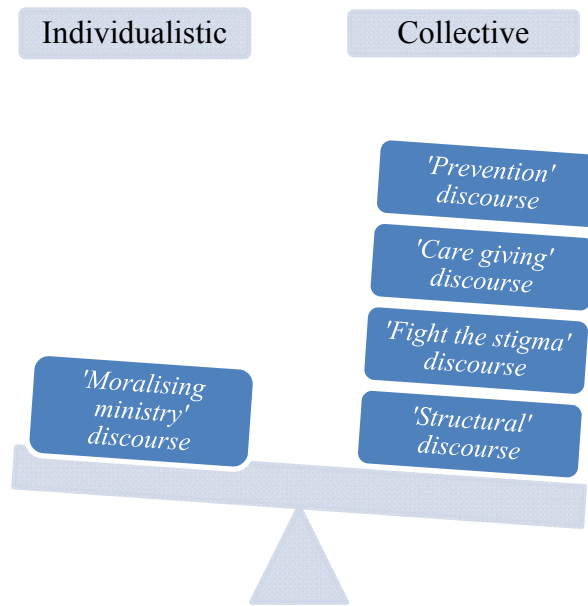 Individualistic
Collective
'Prevention'
discourse
'Care giving'
discourse
'Fight the stigma'
discourse
'Structural'
discourse
'Moralising
ministry'
discourse